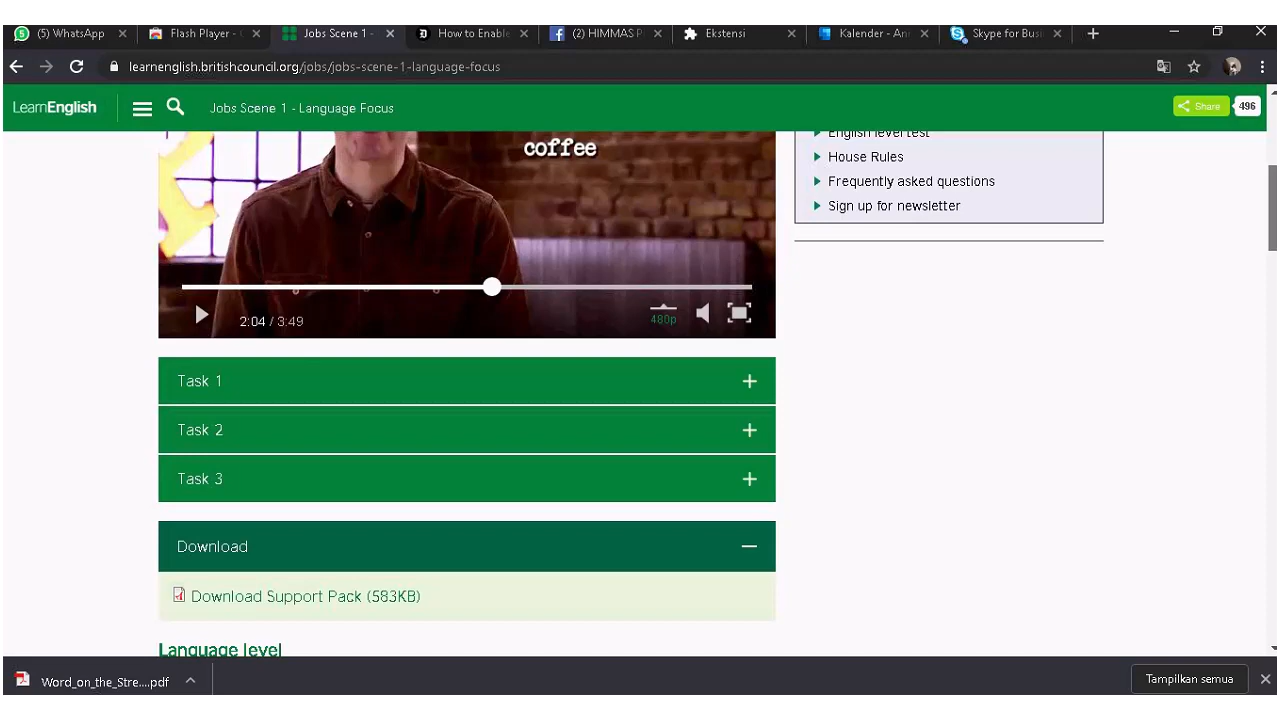 (5) WhatsApp
Flash Player -
Jobs Scene 1 -
How to Enable
(2) HIMMAS P
Ekstensi
Kalender - An
Skype for Busi
learnenglish.britishcouncil.org/jobs/jobs-scene-1-language-focus
LearnEnglish
Jobs Scene 1 - Language Focus
Share
496
coffee
English level test
House Rules
Frequently asked questions
Sign up for newsletter
480p
2:04 / 3:49
Task 1
Task 2
Task 3
Download
Download Support Pack (583KB)
Language level
Word_on_the_Stre....pdf
Tampilkan semua